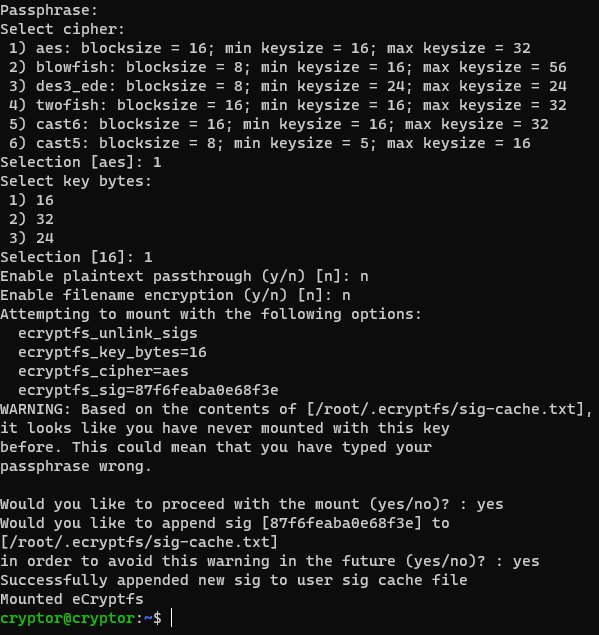 Passphrase:
Select cipher:
 1) aes: blocksize = 16; min keysize = 16; max keysize = 32
 2) blowfish: blocksize = 8; min keysize = 16; max keysize = 56
 3) des3_ede: blocksize = 8; min keysize = 24; max keysize = 24
 4) twofish: blocksize = 16; min keysize = 16; max keysize = 32
 5) cast6: blocksize = 16; min keysize = 16; max keysize = 32
 6) cast5: blocksize = 8; min keysize = 5; max keysize = 16
Selection [aes]: 1
Select key bytes:
 1) 16
 2) 32
 3) 24
Selection [16]: 1
Enable plaintext passthrough (y/n) [n]: n
Enable filename encryption (y/n) [n]: n
Attempting to mount with the following options:
  ecryptfs_unlink_sigs
  ecryptfs_key_bytes=16
  ecryptfs_cipher=aes
  ecryptfs_sig=87f6feaba0e68f3e
WARNING: Based on the contents of [/root/.ecryptfs/sig-cache.txt],
it looks like you have never mounted with this key
before. This could mean that you have typed your
passphrase wrong.

Would you like to proceed with the mount (yes/no)? : yes
Would you like to append sig [87f6feaba0e68f3e] to
[/root/.ecryptfs/sig-cache.txt]
in order to avoid this warning in the future (yes/no)? : yes
Successfully appended new sig to user sig cache file
Mounted eCryptfs
cryptor@cryptor:~$